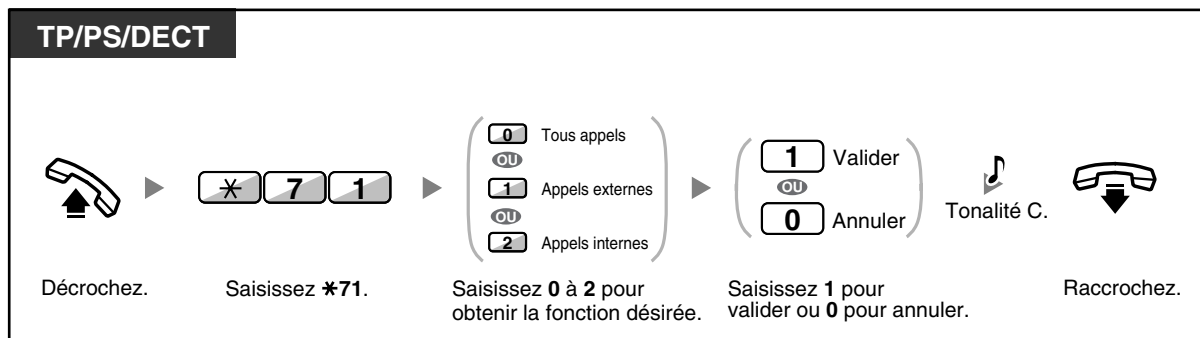 TP/PS/DECT
0 Tous appels
OU
1 Appels externes
OU
2 Appels internes
1 Valider
OU
0 Annuler
* 7 1
Tonalité C.
Décrochez.
Saisissez *71.
Saisissez 0 à 2 pour
obtenir la fonction désirée.
Saisissez 1 pour
valider ou 0 pour annuler.
Raccrochez.